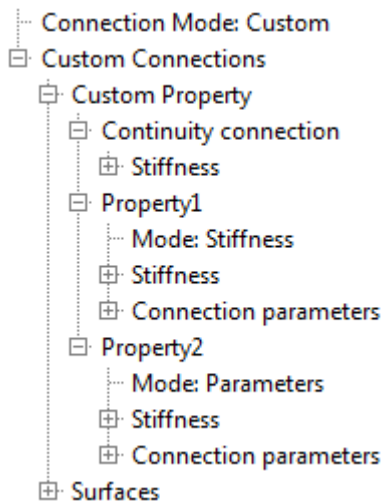 Connection Mode: Custom
Custom Connections
Custom Property
Continuity connection
Stiffness
Property1
Mode: Stiffness
Stiffness
Connection parameters
Property2
Mode: Parameters
Stiffness
Connection parameters
Surfaces